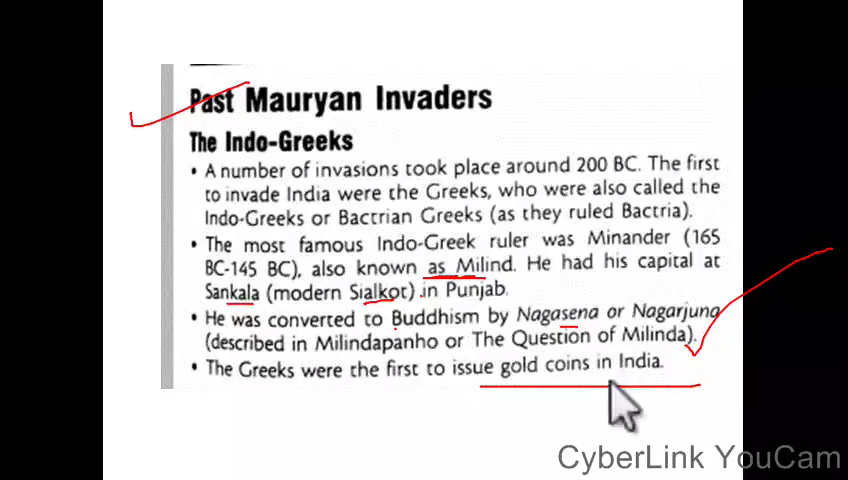 Past Mauryan Invaders
The Indo-Greeks
• A number of invasions took place around 200 BC. The first
to invade India were the Greeks, who were also called the
Indo-Greeks or Bactrian Greeks (as they ruled Bactria).
• The most famous Indo-Greek ruler was Minander (165
BC-145 BC), also known as Milind. He had his capital at
Sankala (modern Sialkot) in Punjab.
• He was converted to Buddhism by Nagasena or Nagarjuna
(described in Milindapanho or The Question of Milinda).
• The Greeks were the first to issue gold coins in India.
CyberLink YouCam